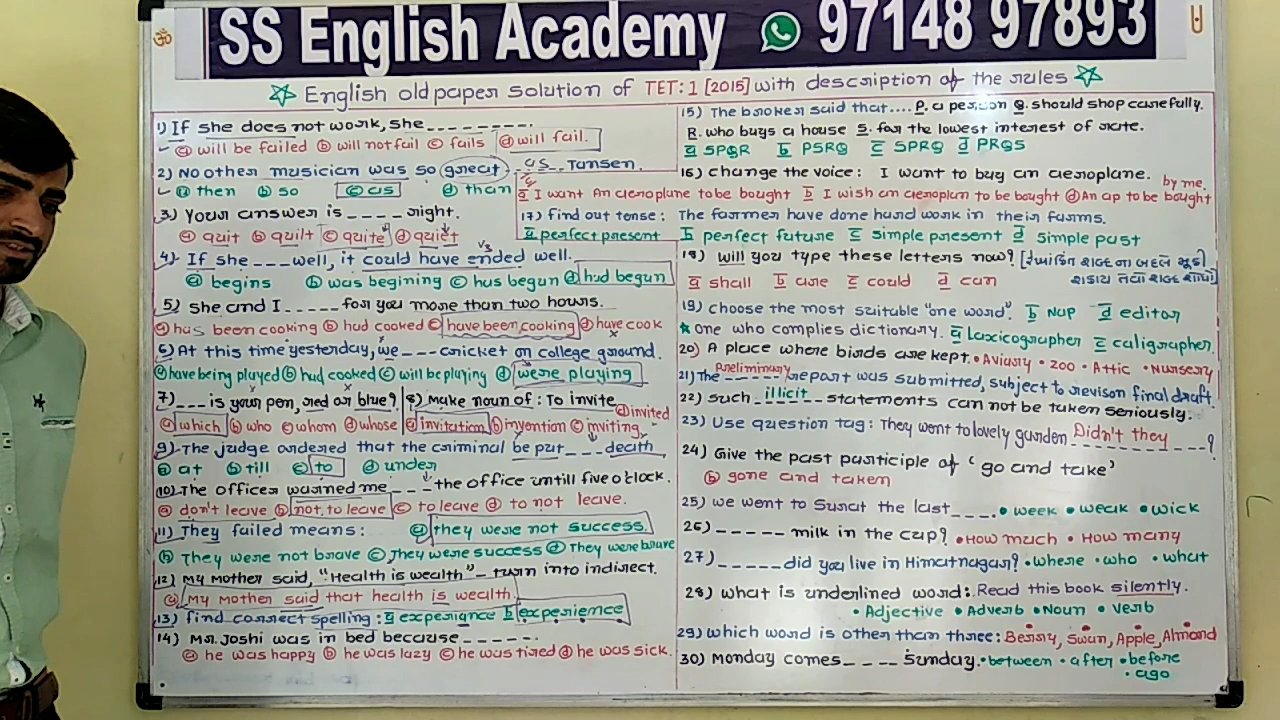 ॐ
SS English Academy 97148 97893
English old paper solution of TET:1 [2015] with description of the rules
1) If she does not work, she_________.
ⓐ will be failed ⓑ will not fail ⓒ fails ⓓ will fail.
2) No other musician was so great as Tansen.
ⓐ then ⓑ so ⓒ as ⓓ than
3) Your answer is ____ right.
ⓐ quit ⓑ quilt ⓒ quite ⓓ quiet
V3
4) If she ___ well, it could have ended well.
ⓐ begins ⓑ was begining ⓒ has begun ⓓ had begun
5) She and I _____ for you more than two hours.
ⓐ has been cooking ⓑ had cooked ⓒ have been cooking ⓓ have cook
6) At this time yesterday, we ___ cricket on college ground.
ⓐ have being played ⓑ had cooked ⓒ will be playing ⓓ were playing
7) ___ is your pen, red or blue?
ⓐ which ⓑ who ⓒ whom ⓓ whose
8) Make noun of : To invite
ⓓ invited
ⓐ invitation ⓑ invention ⓒ inviting
9) The Judge ordered that the criminal be put ___ death
ⓐ at ⓑ till ⓒ to ⓓ under
10) The officer warned me ___ the office untill five o'clock.
ⓐ don't leave ⓑ not to leave ⓒ to leave ⓓ to not leave.
11) They failed means: ⓐ they were not success
ⓑ They were not brave ⓒ They were success ⓓ They were brave
12) My Mother said, "Health is wealth" - turn into indirect.
ⓐ My Mother said that health is wealth
13) find correct spelling : a experiance b experience
14) Mr. Joshi was in bed because ______.
ⓐ he was happy ⓑ he was lazy ⓒ he was tired ⓓ he was sick.
15) The broker said that.... P. a person Q. should shop carefully.
R. who buys a house S. for the lowest interest of rate.
a SPQR b PSRQ c SPRQ d PRQS
16) change the voice: I want to buy an aeroplane.
by me.
a I want An aeroplane to be bought b I wish an aeroplan to be bought ⓓ An ap to be bought
17) find out tense: The farmer have done hard work in their farms.
a perfect present b perfect future c simple present d simple past
18) will you type these letters now? [રેખાંકિત શબ્દ ના બદલે મૂકી
શકાય તેવો શબ્દ શોધો]
a shall b are c could d can
19) choose the most suitable "one word". b Nup d editor
* One who complies dictionary. a laxicographer c caligrapher.
20) A place where birds are kept. • Aviary • zoo • Attic • Nursery
21) The Preliminary report was submitted, subject to revison final draft.
22) such illicit statements can not be taken seriously.
23) Use question tag: They went to lovely garden Didn't they ____?
24) Give the past participle of 'go and take'
ⓑ gone and taken
25) we went to Surat the last____. • week • weak • wick
26) _____ milk in the cup? • How much • How many
27) _____ did you live in Himatnagar? • where • who • what
28) what is underlined word: Read this book silently.
• Adjective • Adverb • Noun • verb
29) which word is other than three: Berry, Swan, Apple, Almond
30) Monday comes____ Sunday. • between • after • before
• ago